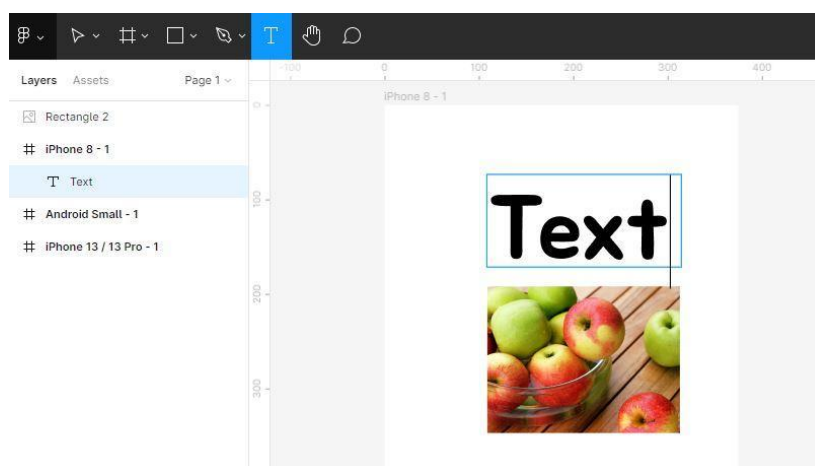 T
Layers Assets Page 1
-100 0 100 200 300 400
Rectangle 2
iPhone 8 - 1
T Text
Android Small - 1
iPhone 13 / 13 Pro - 1
iPhone 8 - 1
0
100
200
300
Text